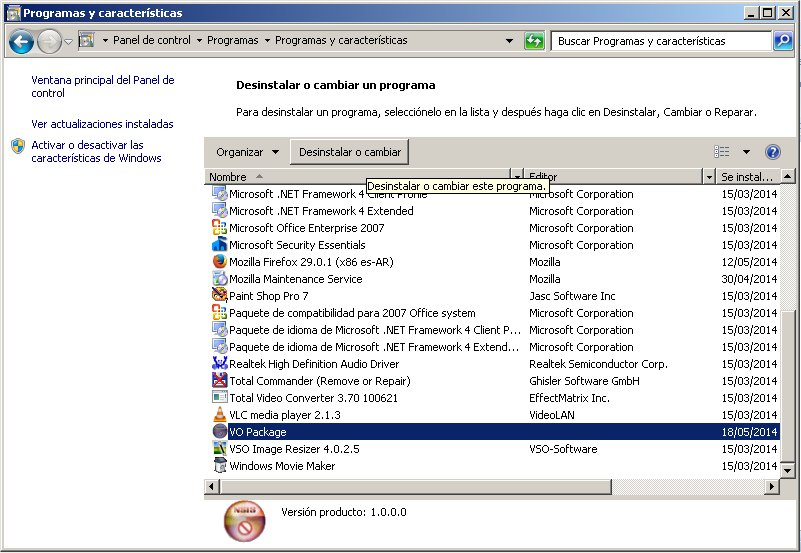 Programas y características
Panel de control Programas Programas y características
Buscar Programas y características
Ventana principal del Panel de
control
Ver actualizaciones instaladas
Activar o desactivar las
características de Windows
Desinstalar o cambiar un programa
Para desinstalar un programa, selecciónelo en la lista y después haga clic en Desinstalar, Cambiar o Reparar.
Organizar Desinstalar o cambiar
Nombre Editor Se instal...
Desinstalar o cambiar este programa.
Microsoft .NET Framework 4 Client Profile Microsoft Corporation 15/03/2014
Microsoft .NET Framework 4 Extended Microsoft Corporation 15/03/2014
Microsoft Office Enterprise 2007 Microsoft Corporation 15/03/2014
Microsoft Security Essentials Microsoft Corporation 15/03/2014
Mozilla Firefox 29.0.1 (x86 es-AR) Mozilla 12/05/2014
Mozilla Maintenance Service Mozilla 30/04/2014
Paint Shop Pro 7 Jasc Software Inc 15/03/2014
Paquete de compatibilidad para 2007 Office system Microsoft Corporation 15/03/2014
Paquete de idioma de Microsoft .NET Framework 4 Client P... Microsoft Corporation 15/03/2014
Paquete de idioma de Microsoft .NET Framework 4 Extend... Microsoft Corporation 15/03/2014
Realtek High Definition Audio Driver Realtek Semiconductor Corp. 15/03/2014
Total Commander (Remove or Repair) Ghisler Software GmbH 15/03/2014
Total Video Converter 3.70 100621 EffectMatrix Inc. 15/03/2014
VLC media player 2.1.3 VideoLAN 15/03/2014
VO Package 18/05/2014
VSO Image Resizer 4.0.2.5 VSO-Software 15/03/2014
Windows Movie Maker 15/03/2014
Versión producto: 1.0.0.0